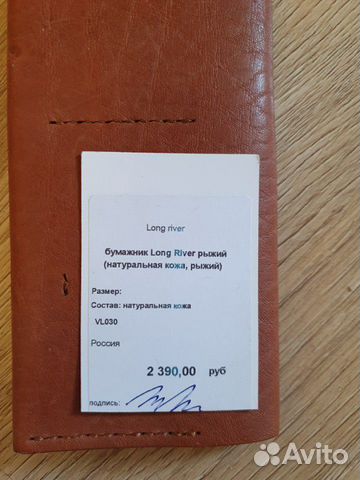 Long river
бумажник Long River рыжий
(натуральная кожа, рыжий)
Размер:
Состав: натуральная кожа
VL030
Россия
2 390,00 руб
подпись:
Avito